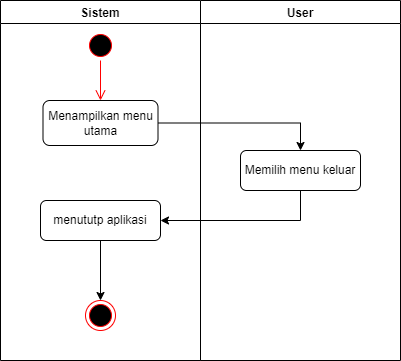 Sistem
User
Menampilkan menu
utama
Memilih menu keluar
menututp aplikasi